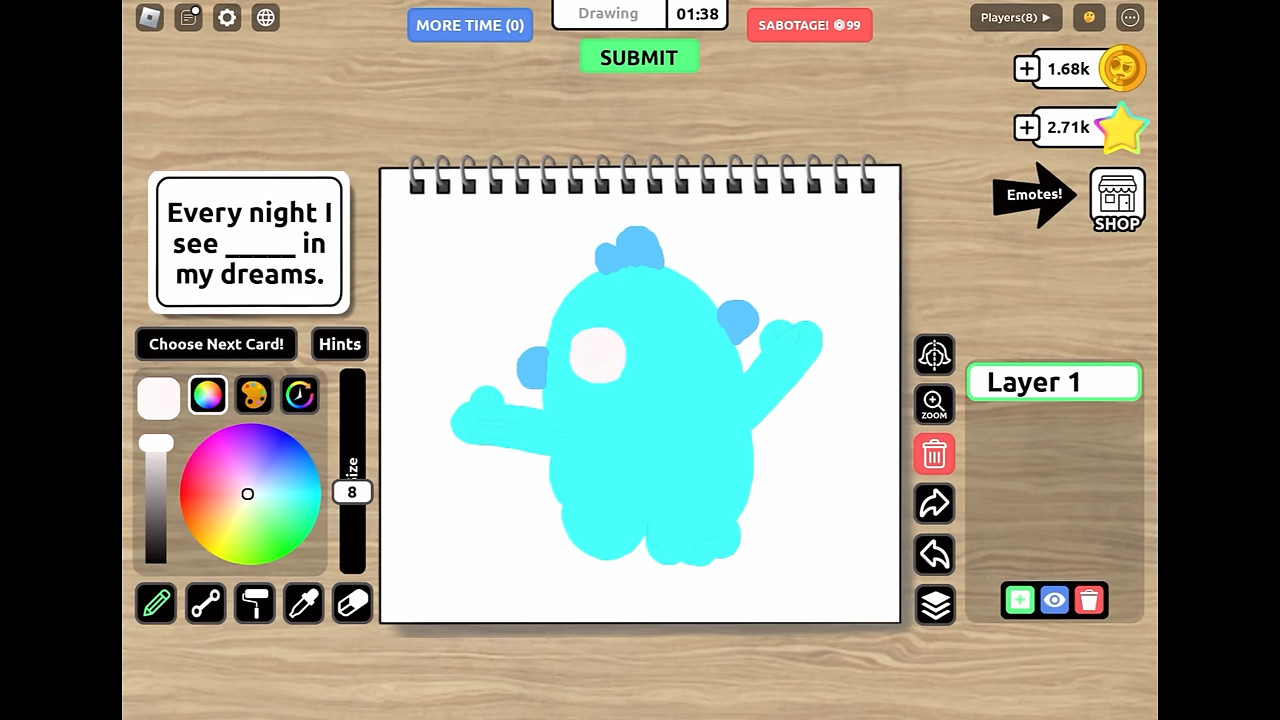 MORE TIME (0)
Drawing
01:38
SABOTAGE! 99
Players(8)
SUBMIT
1.68k
2.71k
Emotes!
SHOP
Every night I
see _____ in
my dreams.
Choose Next Card!
Hints
Size
8
ZOOM
Layer 1